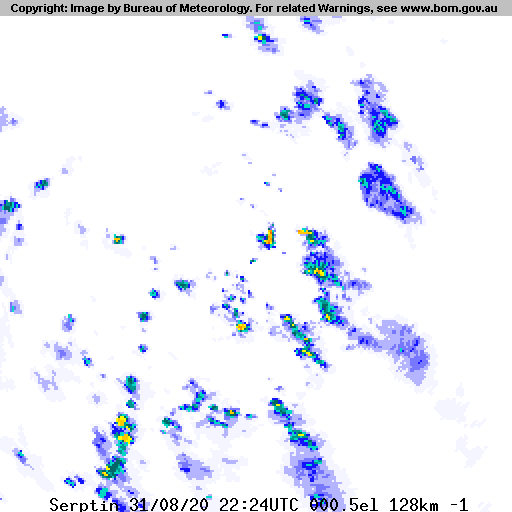 Copyright: Image by Bureau of Meteorology. For related Warnings, see www.bom.gov.au
Serptin 31/08/20 22:24UTC 000.5el 128km -1